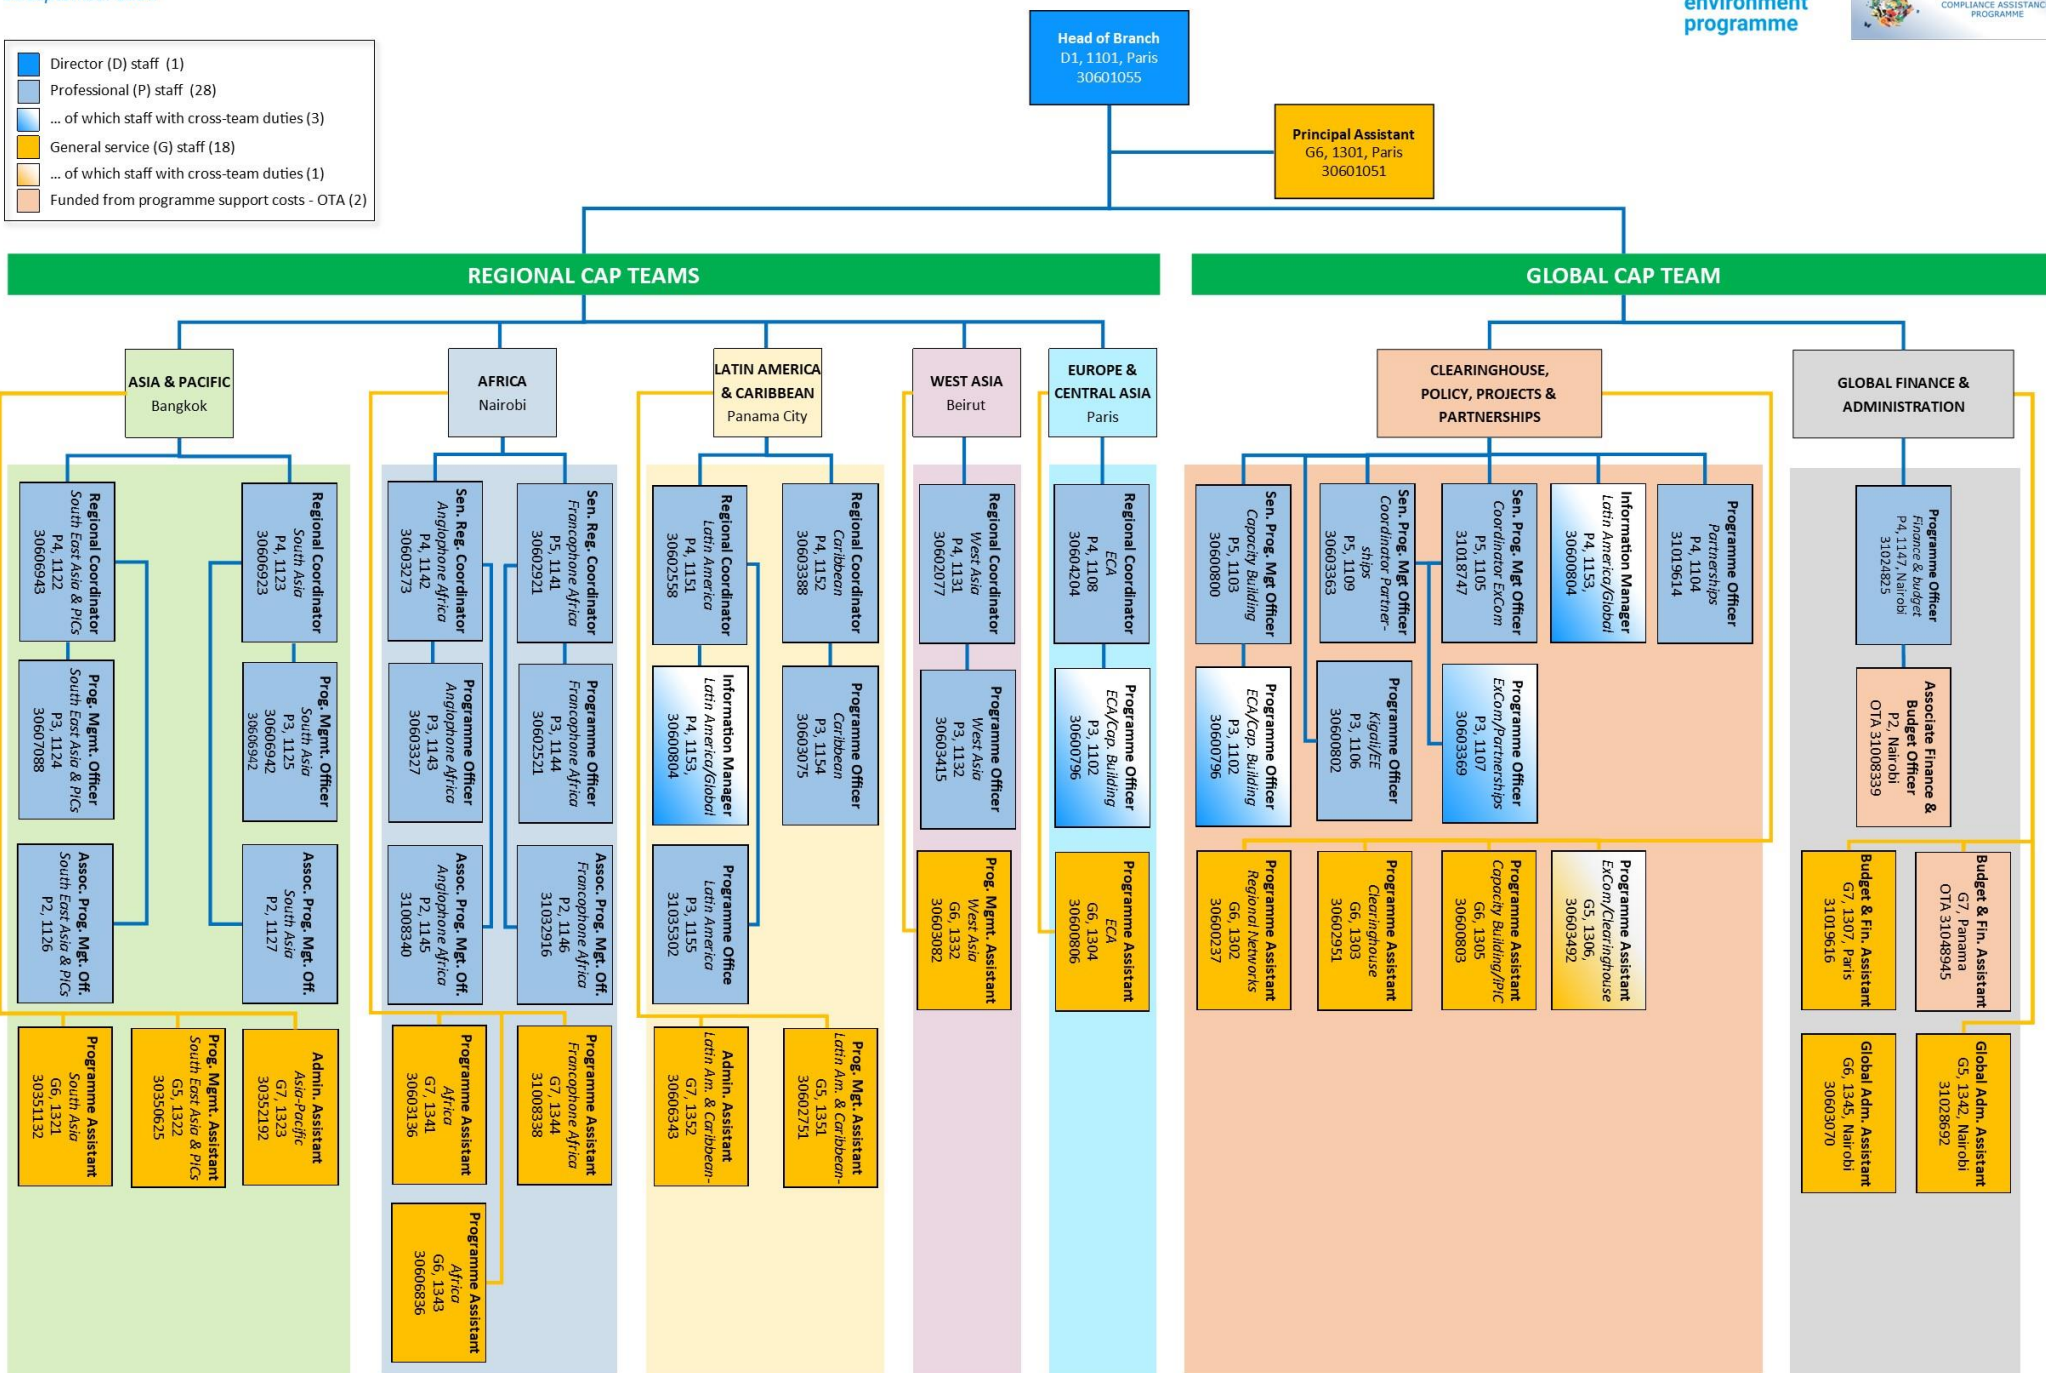 environment
programme
COMPLIANCE ASSISTANCE
PROGRAMME
Director (D) staff (1)
Professional (P) staff (28)
... of which staff with cross-team duties (3)
General service (G) staff (18)
... of which staff with cross-team duties (1)
Funded from programme support costs - OTA (2)
Head of Branch
D1, 1101, Paris
30601055
Principal Assistant
G6, 1301, Paris
30601051
REGIONAL CAP TEAMS
GLOBAL CAP TEAM
ASIA & PACIFIC
Bangkok
AFRICA
Nairobi
LATIN AMERICA
& CARIBBEAN
Panama City
WEST ASIA
Beirut
EUROPE &
CENTRAL ASIA
Paris
CLEARINGHOUSE,
POLICY, PROJECTS &
PARTNERSHIPS
GLOBAL FINANCE &
ADMINISTRATION
Regional Coordinator
South East Asia & PICs
P4, 1122
30606943
Regional Coordinator
South Asia
P4, 1123
30606923
Prog. Mgmt. Officer
South East Asia & PICs
P3, 1124
30607088
Prog. Mgmt. Officer
South Asia
P3, 1125
30606942
30606942
Assoc. Prog. Mgt. Off.
South East Asia & PICs
P2, 1126
Assoc. Prog. Mgt. Off.
South Asia
P2, 1127
Programme Assistant
South Asia
G6, 1321
30351132
Prog. Mgmt. Assistant
South East Asia & PICs
G5, 1322
30350625
Admin. Assistant
Asia-Pacific
G7, 1323
30352192
Sen. Reg. Coordinator
Anglophone Africa
P4, 1142
30603273
Sen. Reg. Coordinator
Francophone Africa
P5, 1141
30602921
Programme Officer
Anglophone Africa
P3, 1143
30603327
Programme Officer
Francophone Africa
P3, 1144
30602521
Assoc. Prog. Mgt. Off.
Anglophone Africa
P2, 1145
31008340
Assoc. Prog. Mgt. Off.
Francophone Africa
P2, 1146
31032916
Programme Assistant
Africa
G7, 1341
30603136
Programme Assistant
Francophone Africa
G7, 1344
31008338
Programme Assistant
Africa
G6, 1343
30606836
Regional Coordinator
Latin America
P4, 1151
30602558
Regional Coordinator
Caribbean
P4, 1152
30603388
Information Manager
Latin America/Global
P4, 1153,
30600804
Programme Officer
Caribbean
P3, 1154
30603075
Programme Office
Latin America
P3, 1155
31035302
Admin. Assistant
Latin Am. & Caribbean-
G7, 1352
30606343
Prog. Mgt. Assistant
Latin Am. & Caribbean-
G5, 1351
30602751
Regional Coordinator
West Asia
P4, 1131
30602077
Programme Officer
West Asia
P3, 1132
30603415
Prog. Mgmt. Assistant
West Asia
G6, 1332
30603082
Regional Coordinator
ECA
P4, 1108
30604204
Programme Officer
ECA/Cap. Building
P3, 1102
30600796
Programme Assistant
ECA
G6, 1304
30600806
Sen. Prog. Mgt Officer
Capacity Building
P5, 1103
30600800
Sen. Prog. Mgt Officer
Coordinator Partner-
ships
P5, 1109
30603363
Sen. Prog. Mgt Officer
Coordinator ExCom
P5, 1105
31018747
Information Manager
Latin America/Global
P4, 1153,
30600804
Programme Officer
Partnerships
P4, 1104
31019614
Programme Officer
ECA/Cap. Building
P3, 1102
30600796
Programme Officer
Kigali/EE
P3, 1106
30600802
Programme Officer
ExCom/Partnerships
P3, 1107
30603369
Programme Assistant
Regional Networks
G6, 1302
30600237
Programme Assistant
Clearinghouse
G6, 1303
30602951
Programme Assistant
Capacity Building/iPIC
G6, 1305
30600803
Programme Assistant
ExCom/Clearinghouse
G5, 1306,
30603492
Programme Officer
Finance & budget
P4, 1147, Nairobi
31024825
Associate Finance &
Budget Officer
P2, Nairobi
OTA 31008339
Budget & Fin. Assistant
G7, 1307, Paris
31019616
Budget & Fin. Assistant
G7, Panama
OTA 31048945
Global Adm. Assistant
G6, 1345, Nairobi
30603070
Global Adm. Assistant
G5, 1342, Nairobi
31028692